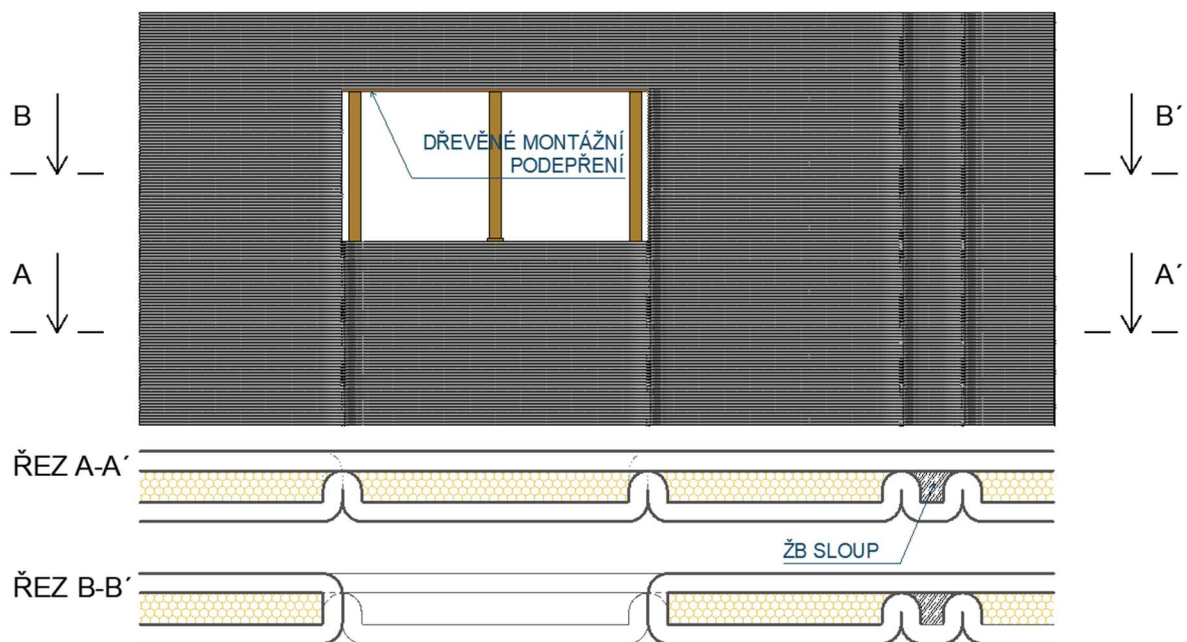 B
B´
DŘEVĚNÉ MONTÁŽNÍ
PODEPŘENÍ
A
A´
ŘEZ A-A´
ŽB SLOUP
ŘEZ B-B´